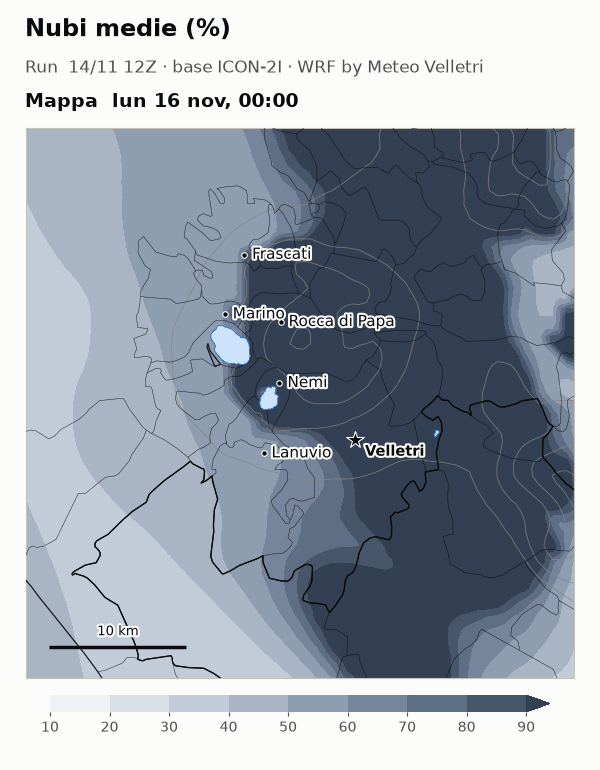 Nubi medie (%)
Run  14/11 12Z · base ICON-2I · WRF by Meteo Velletri
Mappa  lun 16 nov, 00:00
Frascati
Marino
Rocca di Papa
Nemi
Velletri
Lanuvio
10 km
10 20 30 40 50 60 70 80 90